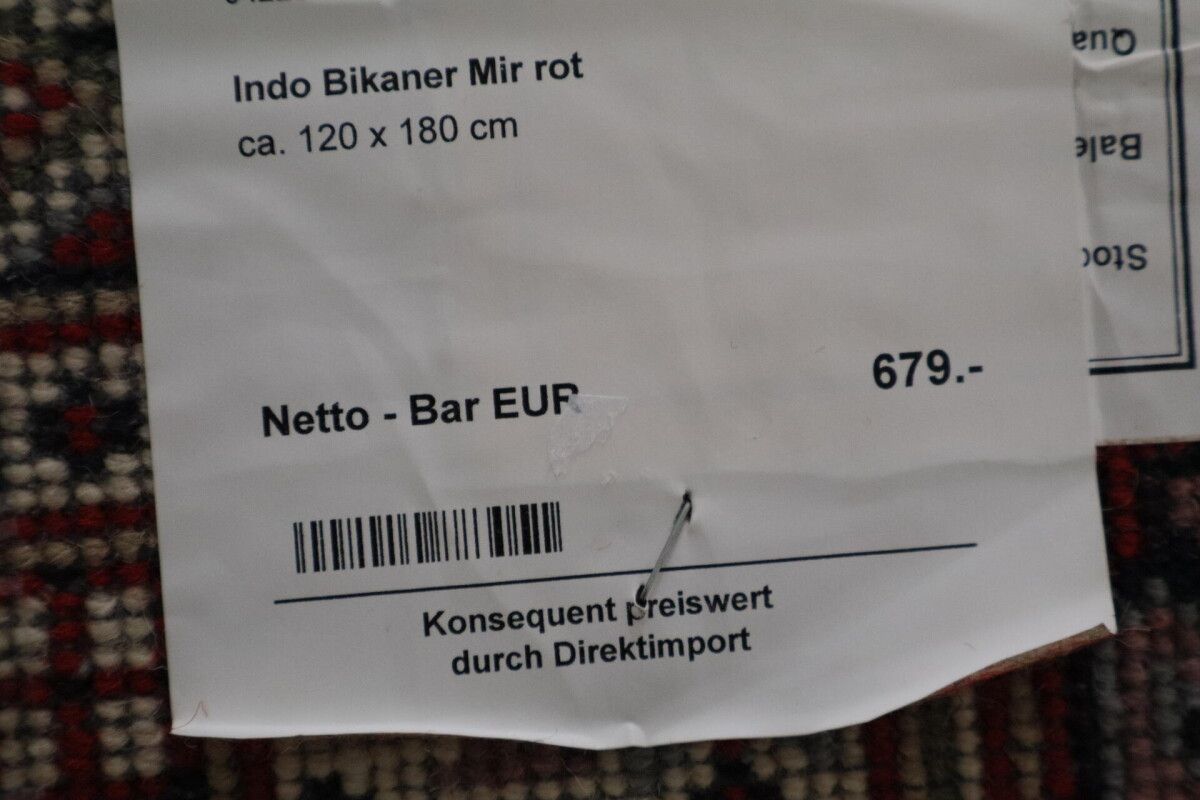 Indo Bikaner Mir rot
ca. 120 x 180 cm
Netto - Bar EUR 679.-
Konsequent preiswert
durch Direktimport